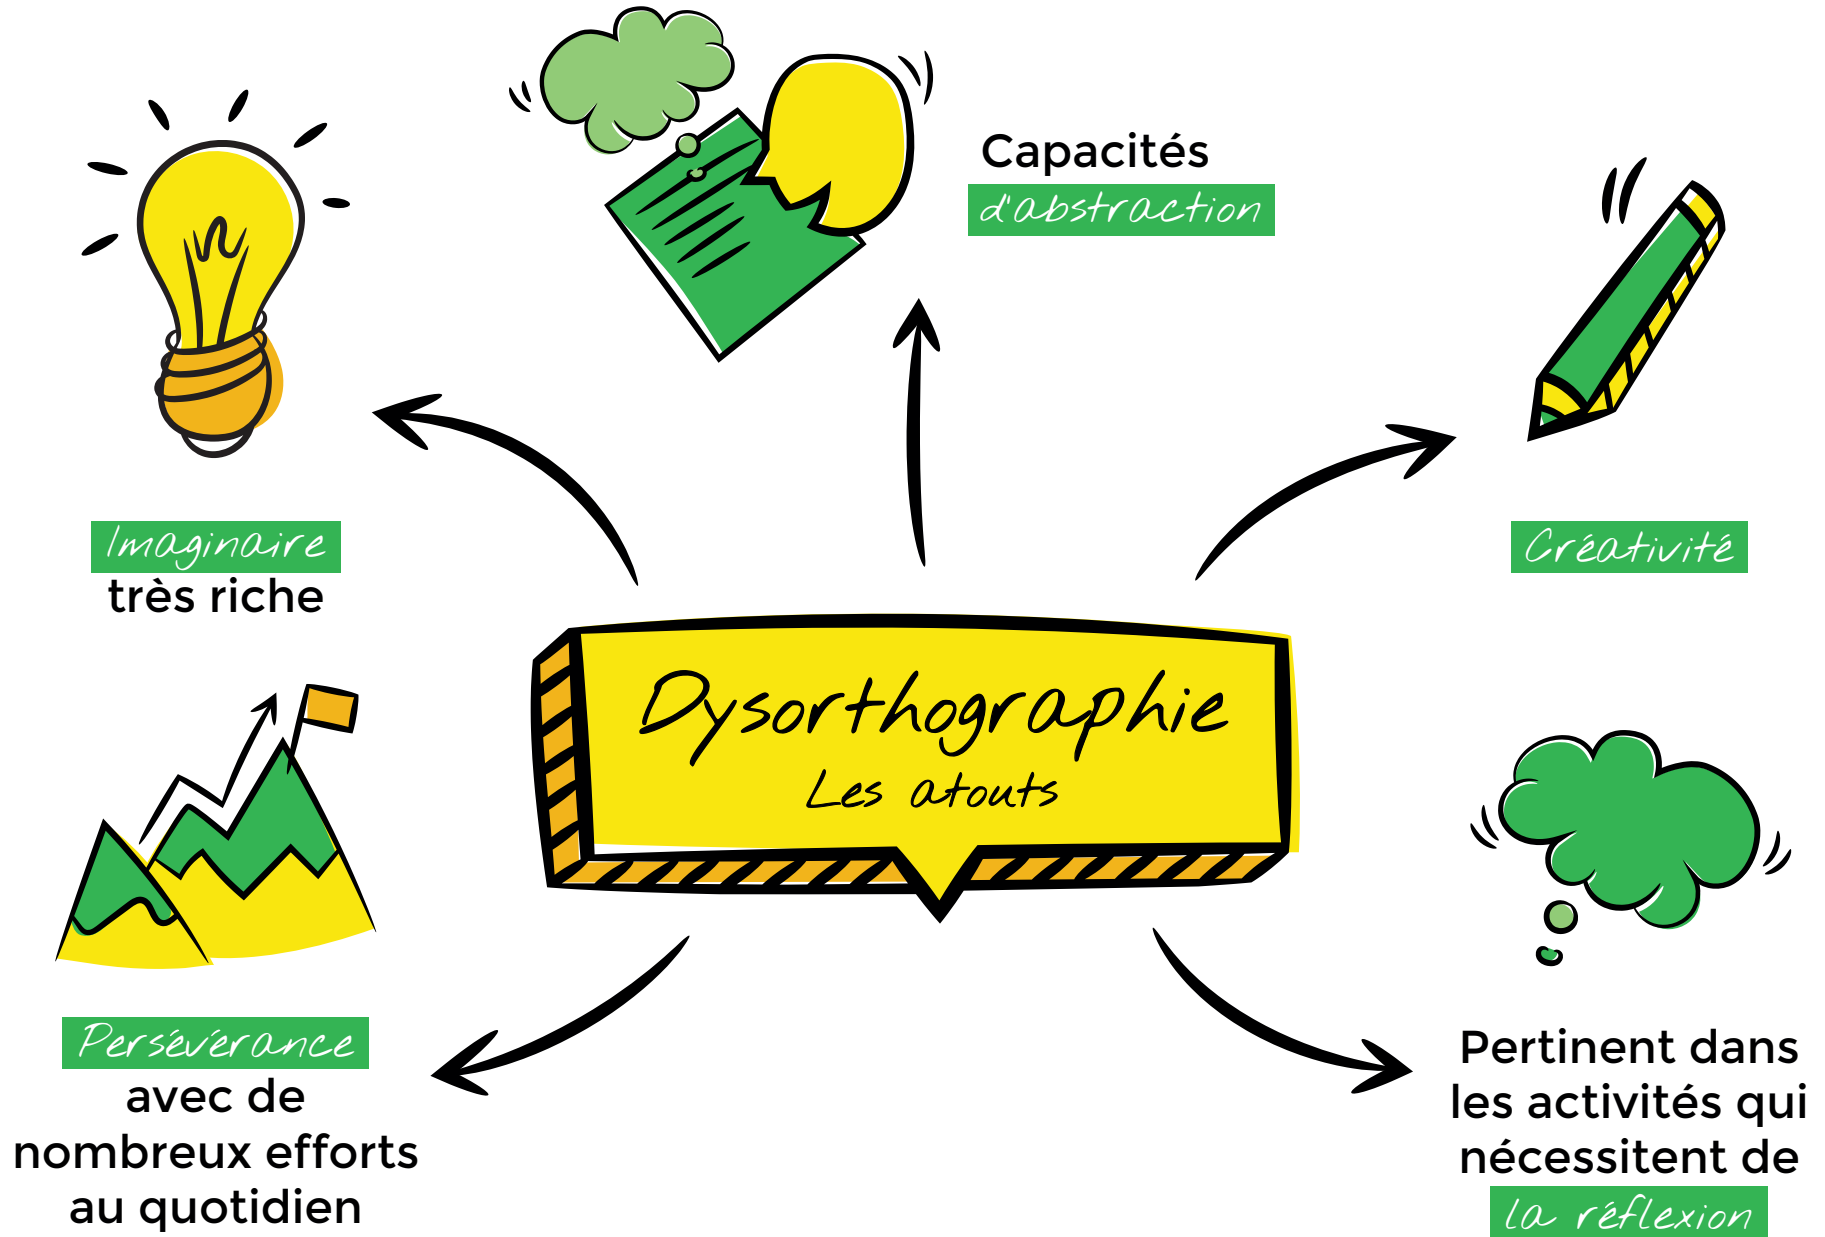 Capacités
d'abstraction
Imaginaire
très riche
Créativité
Dysorthographie
Les atouts
Persévérance
avec de
nombreux efforts
au quotidien
Pertinent dans
les activités qui
nécessitent de
la réflexion